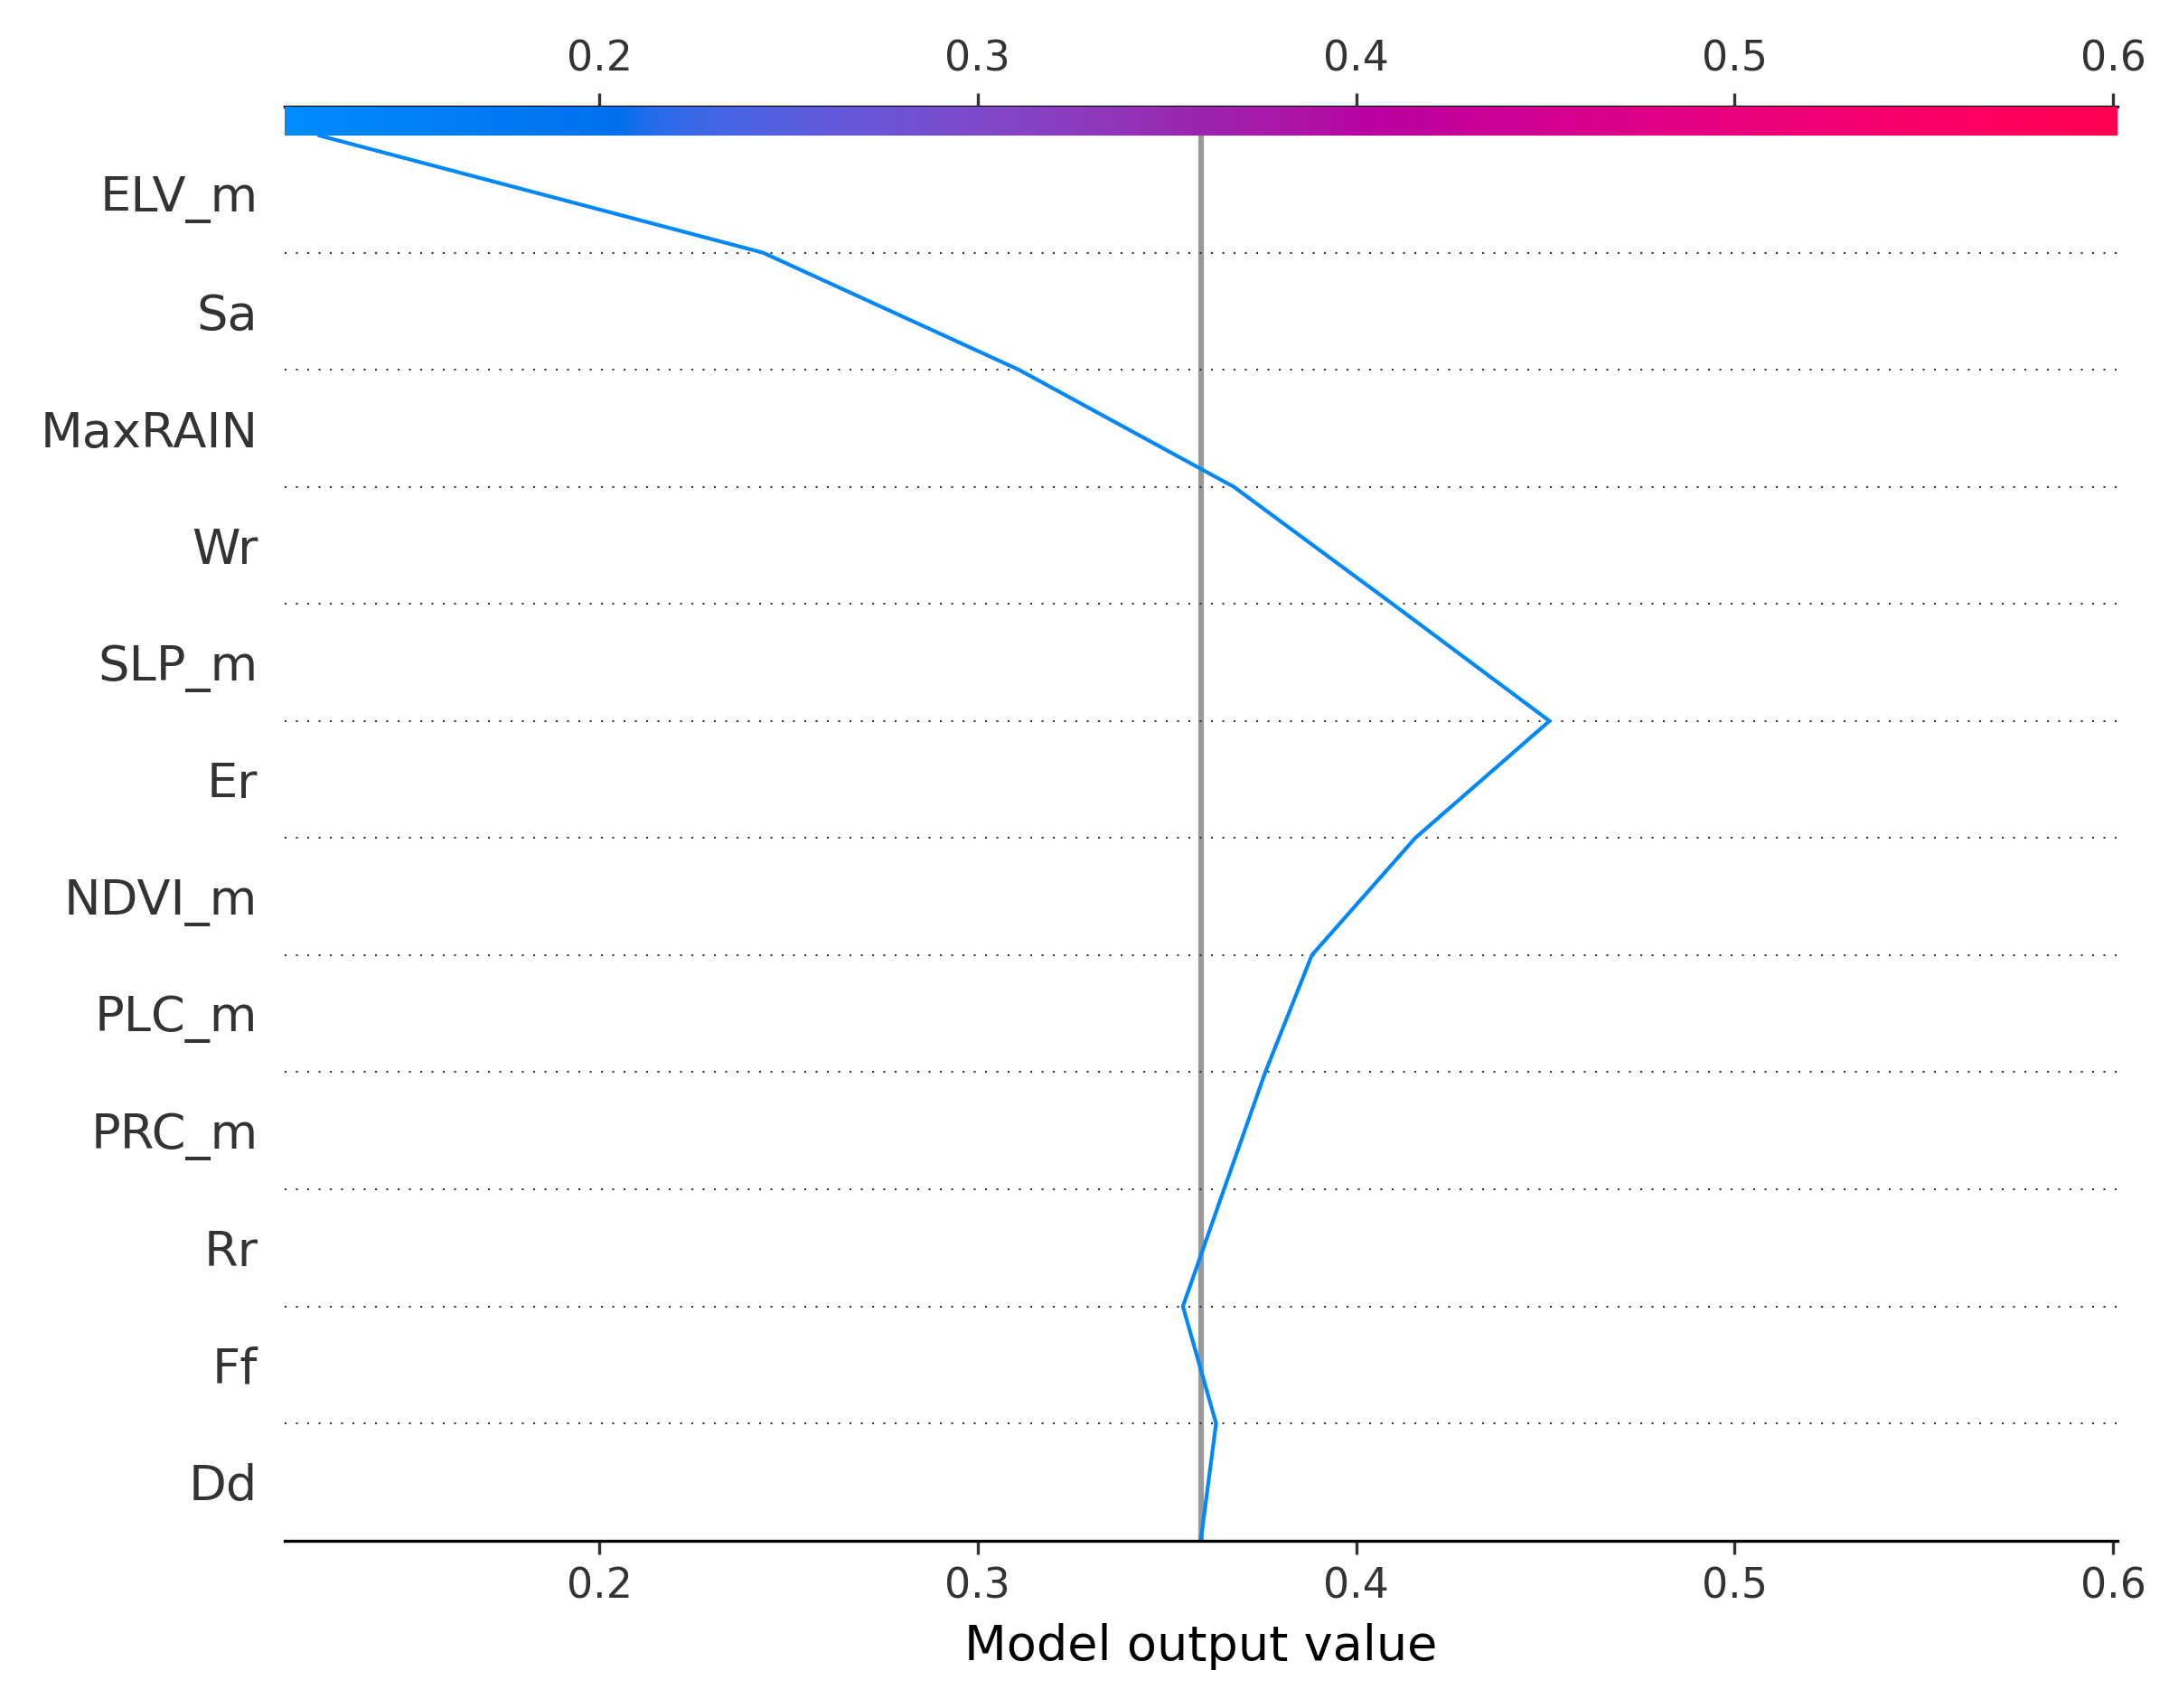 0.2 0.3 0.4 0.5 0.6
ELV_m
Sa
MaxRAIN
Wr
SLP_m
Er
NDVI_m
PLC_m
PRC_m
Rr
Ff
Dd
0.2 0.3 0.4 0.5 0.6
Model output value